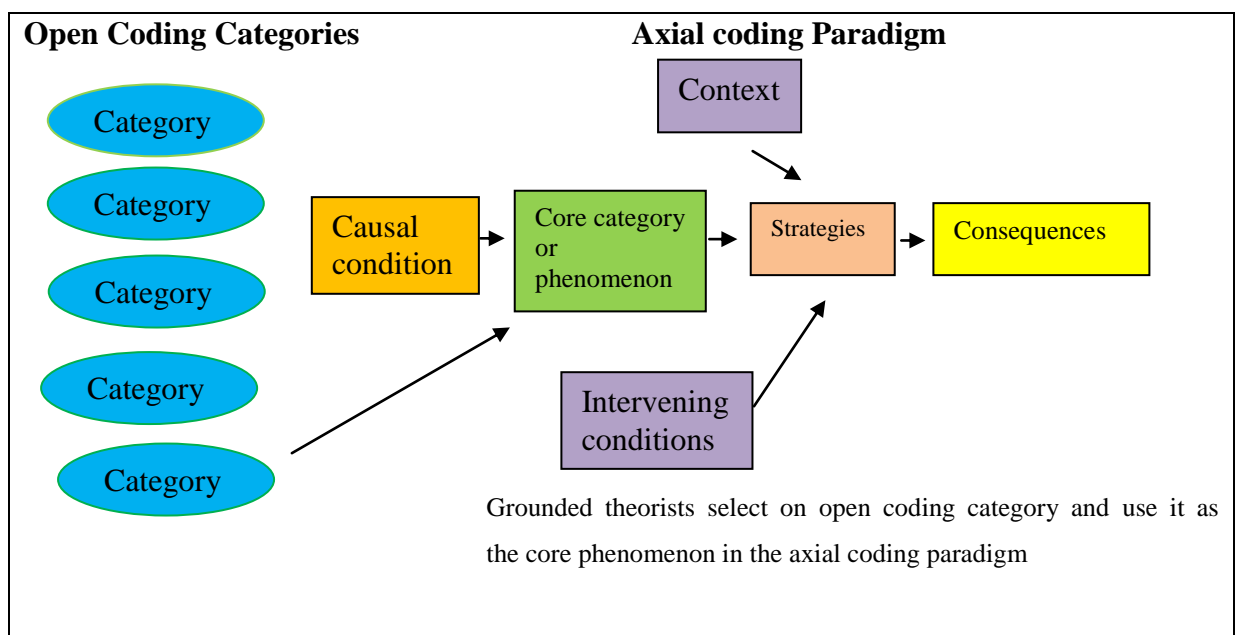 Open Coding Categories
Axial coding Paradigm
Category
Category
Category
Category
Category
Causal
condition
Core category
or
phenomenon
Context
Strategies
Consequences
Intervening
conditions
Grounded theorists select on open coding category and use it as
the core phenomenon in the axial coding paradigm